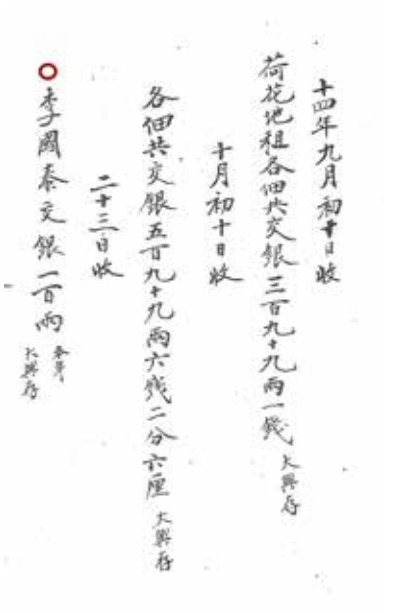 十四年九月初十日收
荷花地租各佃共交銀三百九十九兩一錢 大興存
十月初十日收
各佃共交銀五百九十九兩六錢二分六厘 大興存
二十三日收
李國泰交銀一百兩 本年 大興存